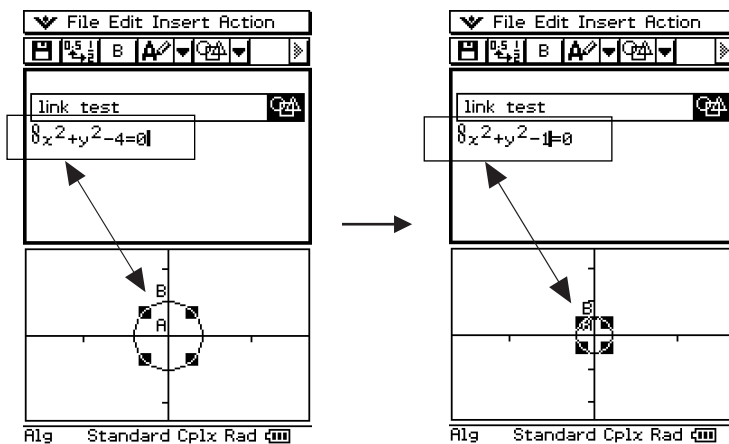 File Edit Insert Action
B
link test
x²+y²-4=0
B
A
Alg Standard Cplx Rad
File Edit Insert Action
B
link test
x²+y²-1=0
B
A
Alg Standard Cplx Rad